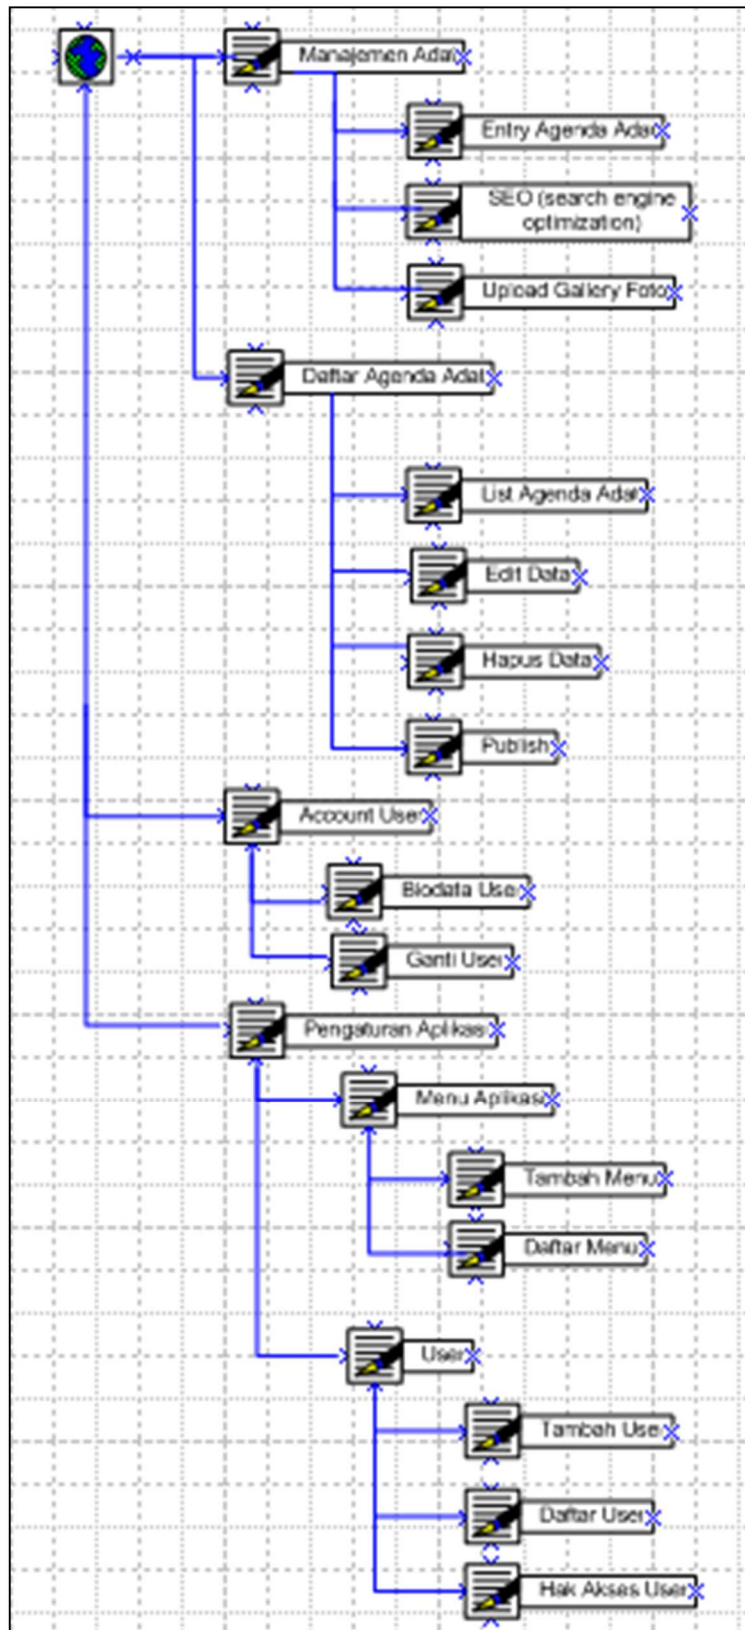 Manajemen Adat
Entry Agenda Adat
SEO (search engine
optimization)
Upload Gallery Foto
Daftar Agenda Adat
List Agenda Adat
Edit Data
Hapus Data
Publish
Account User
Biodata User
Ganti User
Pengaturan Aplikasi
Menu Aplikasi
Tambah Menu
Daftar Menu
User
Tambah User
Daftar User
Hak Akses User